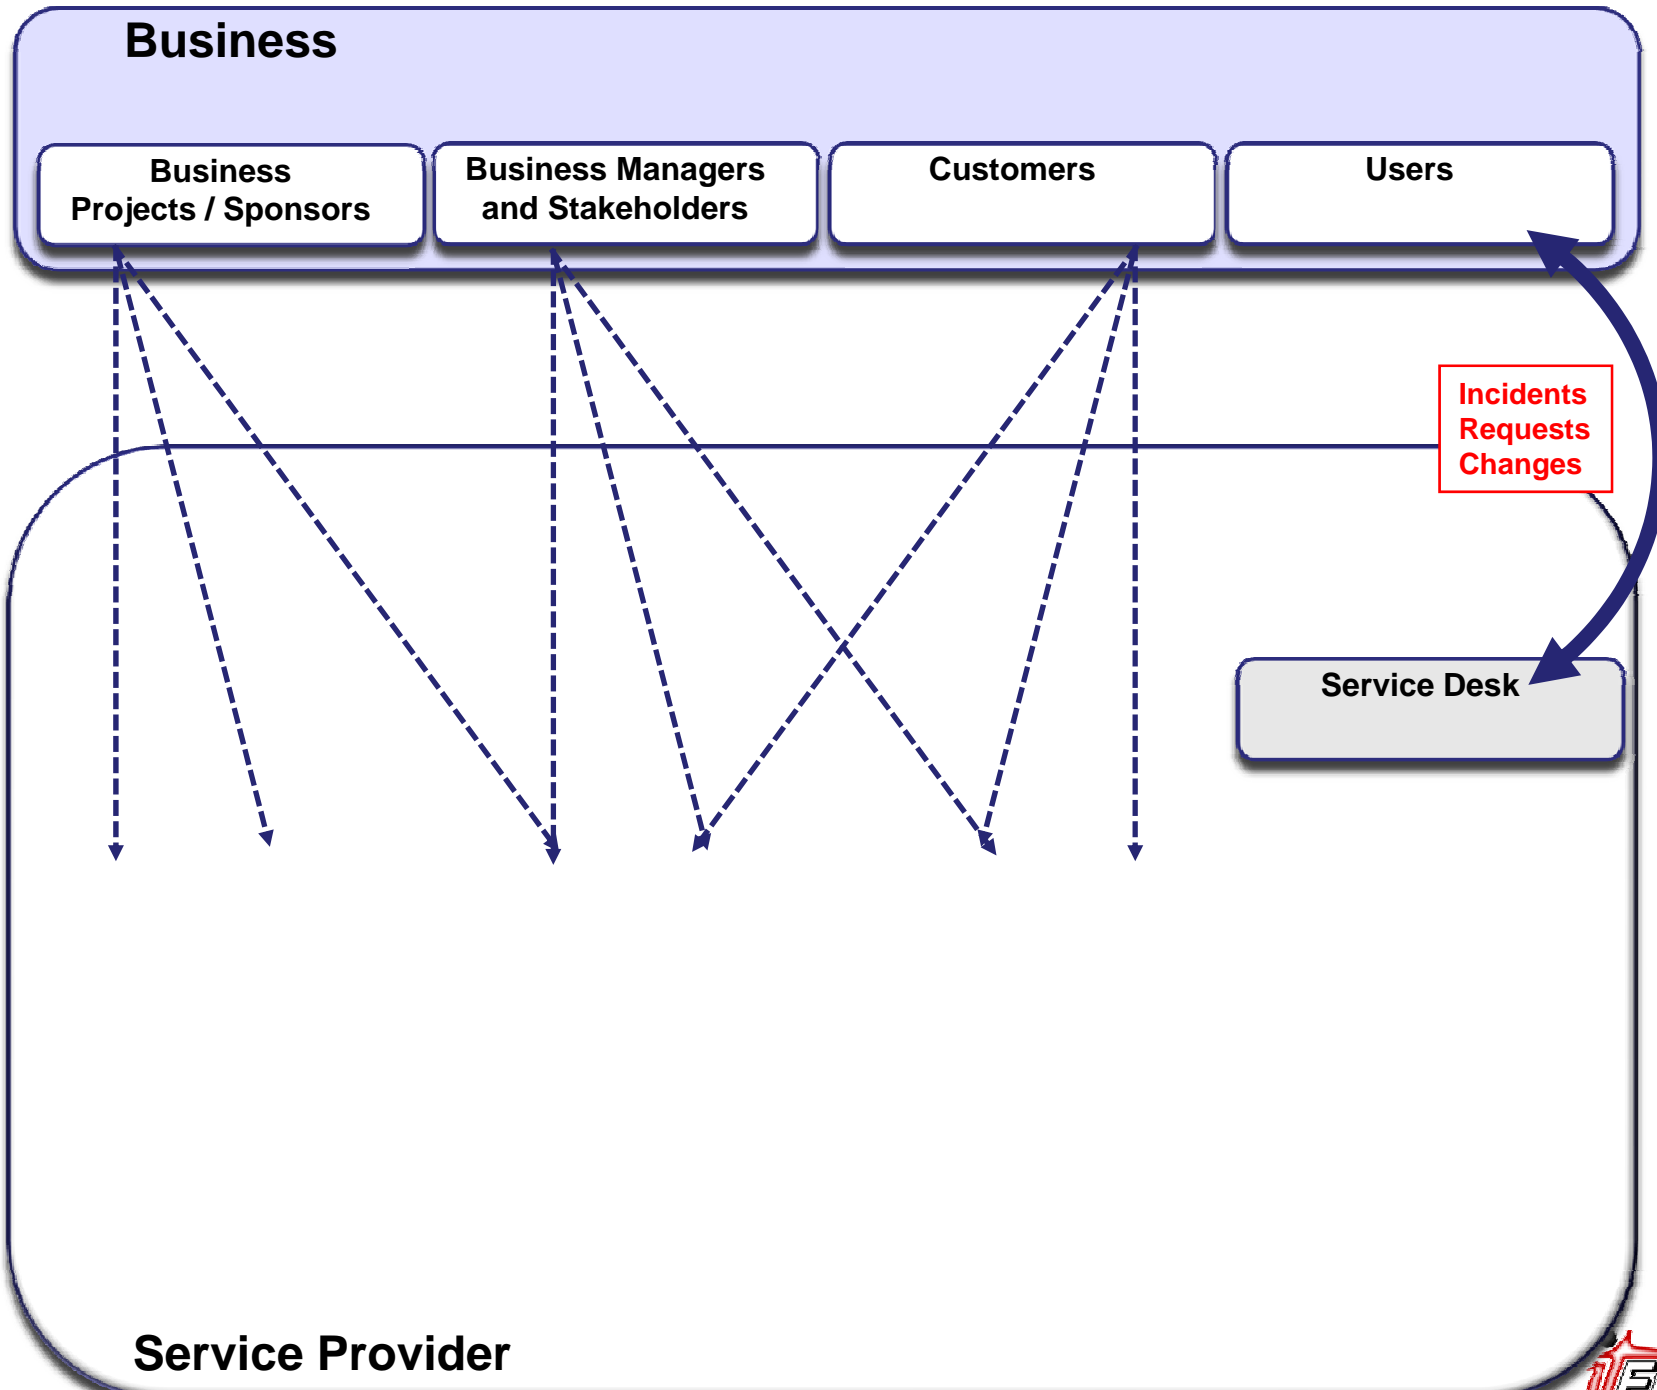 Business
Business
Projects / Sponsors
Business Managers
and Stakeholders
Customers
Users
Incidents
Requests
Changes
Service Desk
Service Provider